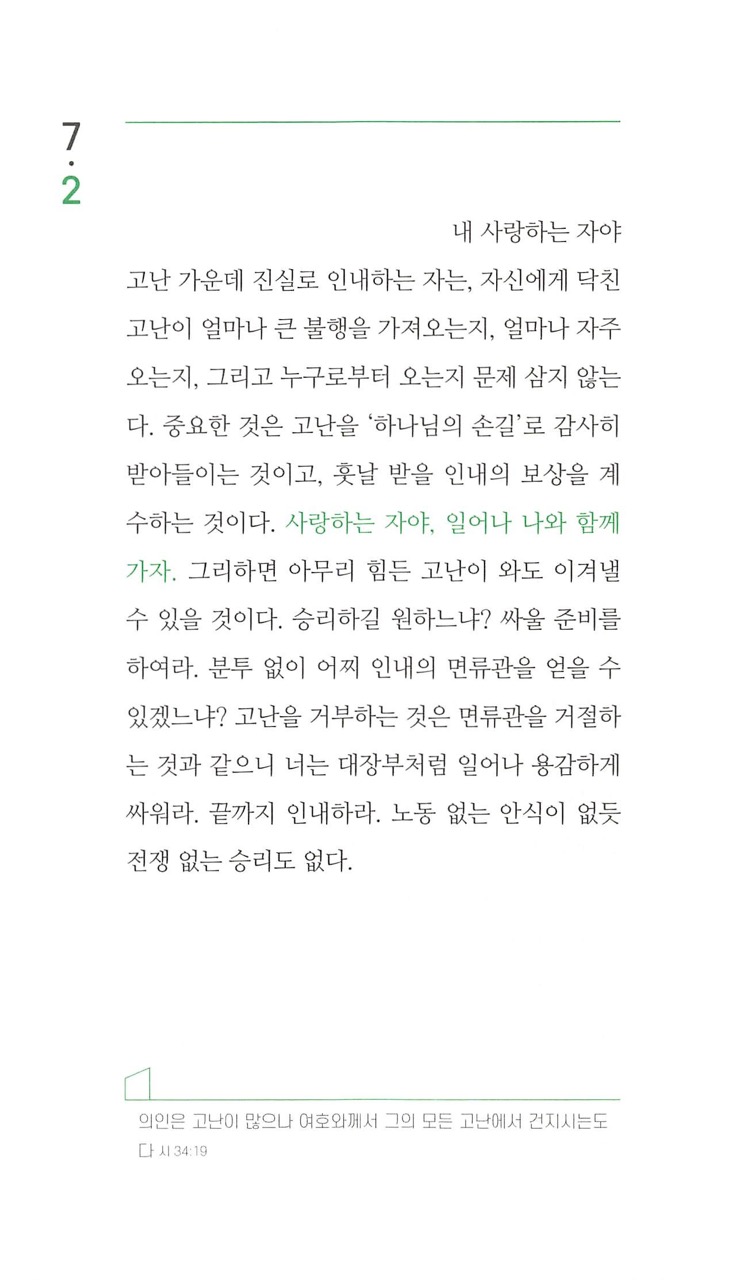 7
·
2
내 사랑하는 자야
고난 가운데 진실로 인내하는 자는, 자신에게 닥친
고난이 얼마나 큰 불행을 가져오는지, 얼마나 자주
오는지, 그리고 누구로부터 오는지 문제 삼지 않는
다. 중요한 것은 고난을 ‘하나님의 손길’로 감사히
받아들이는 것이고, 훗날 받을 인내의 보상을 계
수하는 것이다. 사랑하는 자야, 일어나 나와 함께
가자. 그리하면 아무리 힘든 고난이 와도 이겨낼
수 있을 것이다. 승리하길 원하느냐? 싸울 준비를
하여라. 분투 없이 어찌 인내의 면류관을 얻을 수
있겠느냐? 고난을 거부하는 것은 면류관을 거절하
는 것과 같으니 너는 대장부처럼 일어나 용감하게
싸워라. 끝까지 인내하라. 노동 없는 안식이 없듯
전쟁 없는 승리도 없다.
의인은 고난이 많으나 여호와께서 그의 모든 고난에서 건지시는도
다 시 34:19